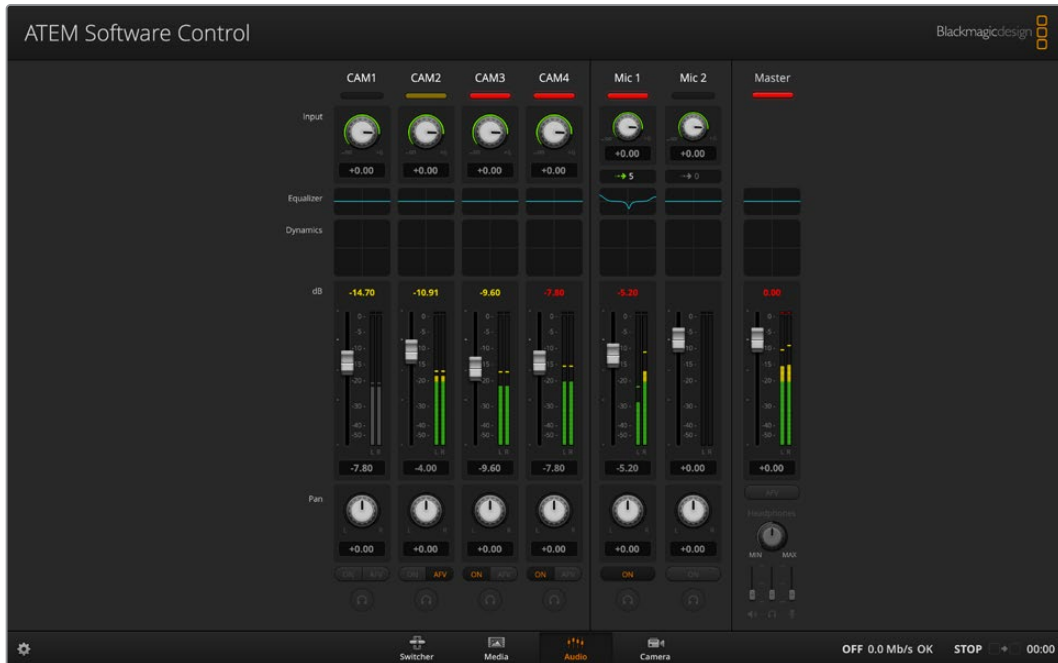 ATEM Software Control
Blackmagicdesign
CAM1 CAM2 CAM3 CAM4 Mic 1 Mic 2 Master
Input
+0.00 +0.00 +0.00 +0.00 +0.00 +0.00
5 0
Equalizer
Dynamics
dB -14.70 -10.91 -9.60 -7.80 -5.20 0.00
-7.80 -4.00 -9.60 -7.80 -5.20 +0.00 +0.00
Pan
L R L R L R L R L R L R
+0.00 +0.00 +0.00 +0.00 +0.00 +0.00
AFV
Headphones
MIN MAX
ON AFV ON AFV ON AFV ON AFV ON ON
Switcher Media Audio Camera
OFF 0.0 Mb/s OK STOP 00:00